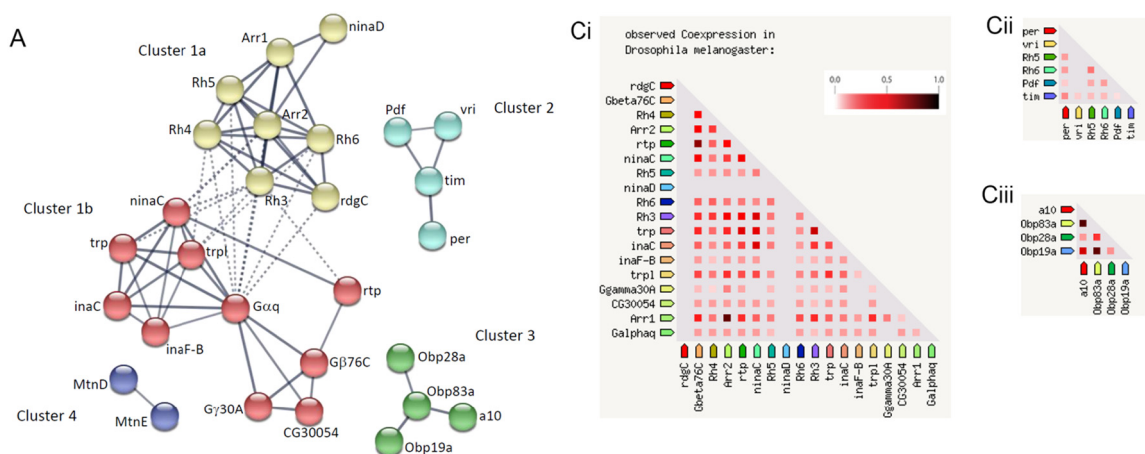 A
Cluster 1a
ninaD
Arr1
Rh5
Arr2
Rh4
Rh6
Rh3
rdgC
Pdf
vri
Cluster 2
tim
per
Cluster 1b
ninaC
trp
trpl
inaC
inaF-B
Gαq
rtp
Gβ76C
Gγ30A
CG30054
Cluster 3
Obp28a
Obp83a
a10
Obp19a
MtnD
MtnE
Cluster 4
Ci
observed Coexpression in
Drosophila melanogaster:
0.0 0.5 1.0
rdgC
Gbeta76C
Rh4
Arr2
rtp
ninaC
Rh5
ninaD
Rh6
Rh3
trp
inaC
inaF-B
trpl
Ggamma30A
CG30054
Arr1
Galphaq
rdgC Gbeta76C Rh4 Arr2 rtp ninaC Rh5 ninaD Rh6 Rh3 trp inaC inaF-B trpl Ggamma30A CG30054 Arr1 Galphaq
Cii
per
vri
Rh5
Rh6
Pdf
tim
per vri Rh5 Rh6 Pdf tim
Ciii
a10
Obp83a
Obp28a
Obp19a
a10 Obp83a Obp28a Obp19a